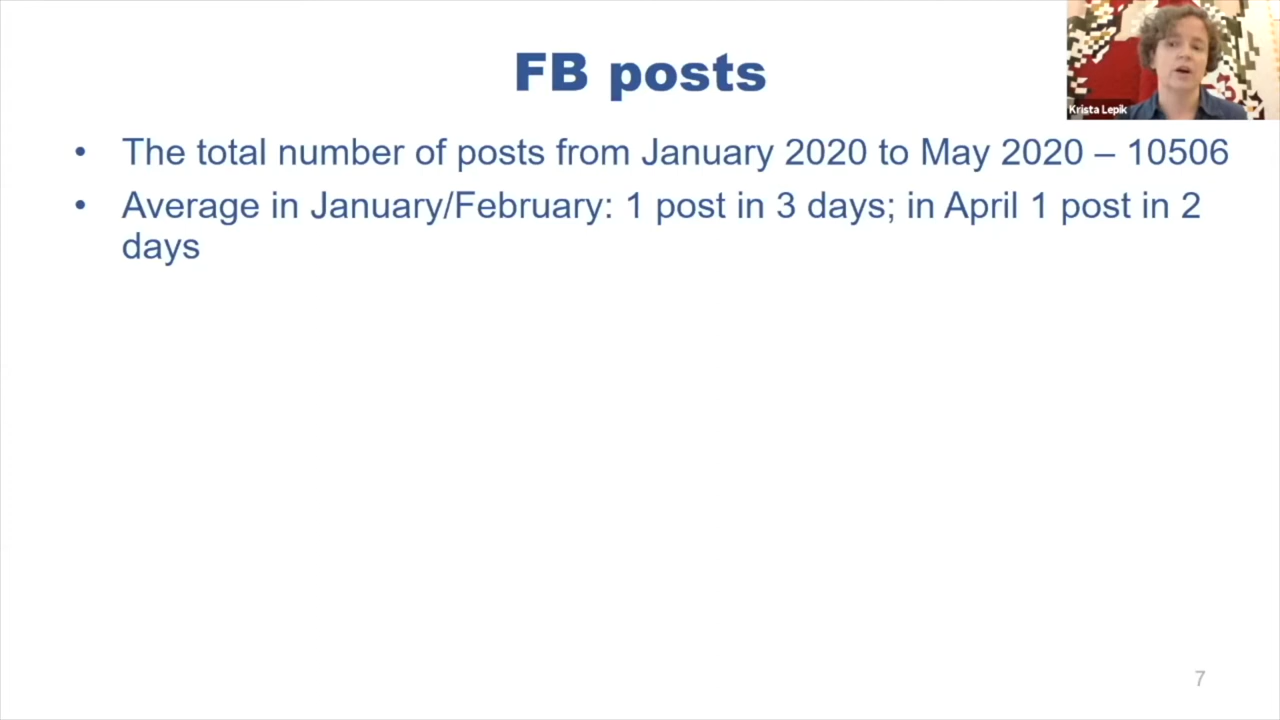 FB posts
Krista Lepik
• The total number of posts from January 2020 to May 2020 – 10506
• Average in January/February: 1 post in 3 days; in April 1 post in 2
days
7